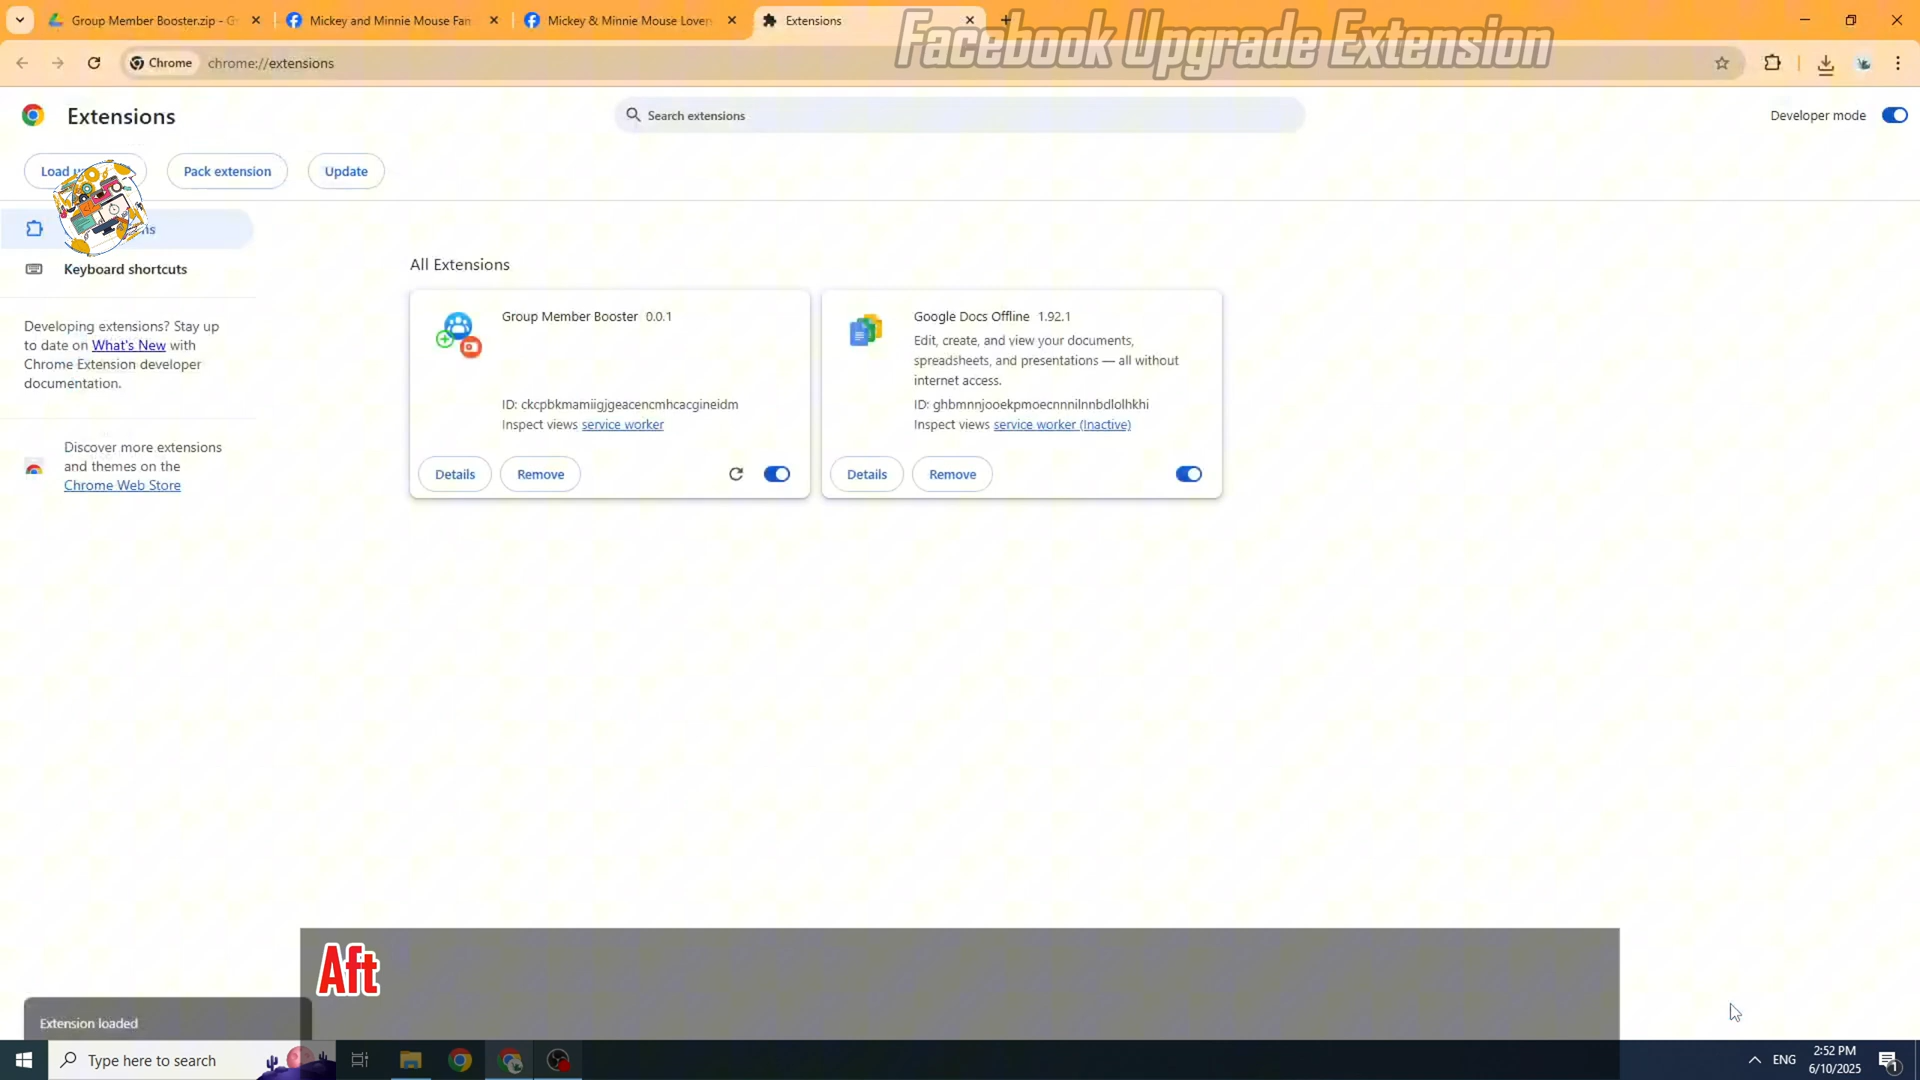 Group Member Booster.zip - G
Mickey and Minnie Mouse Fan
Mickey & Minnie Mouse Lover
Extensions
Facebook Upgrade Extension
Chrome
chrome://extensions
Extensions
Search extensions
Developer mode
Load
Pack extension
Update
Keyboard shortcuts
Developing extensions? Stay up
to date on What's New with
Chrome Extension developer
documentation.
Discover more extensions
and themes on the
Chrome Web Store
All Extensions
Group Member Booster 0.0.1
ID: ckcpbkmamiigjgeacencmhcacgineidm
Inspect views service worker
Details
Remove
Google Docs Offline 1.92.1
Edit, create, and view your documents,
spreadsheets, and presentations — all without
internet access.
ID: ghbmnnjooekpmoecnnnilnnbdlolhkhi
Inspect views service worker (Inactive)
Details
Remove
Aft
Extension loaded
Type here to search
ENG
2:52 PM
6/10/2025
1